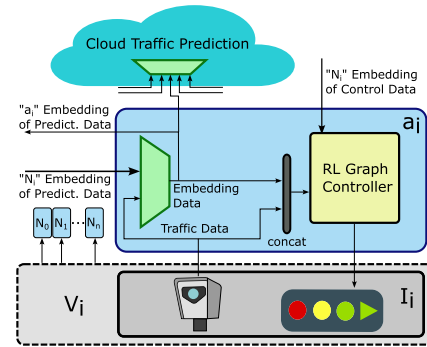 Cloud Traffic Prediction
"Nᵢ" Embedding
of Control Data
"aᵢ" Embedding
of Predict. Data
aᵢ
"Nᵢ" Embedding
of Predict. Data
RL Graph
Controller
Embedding
Data
N₀ N₁ ... Nₙ
Traffic Data
concat
Vᵢ
Iᵢ